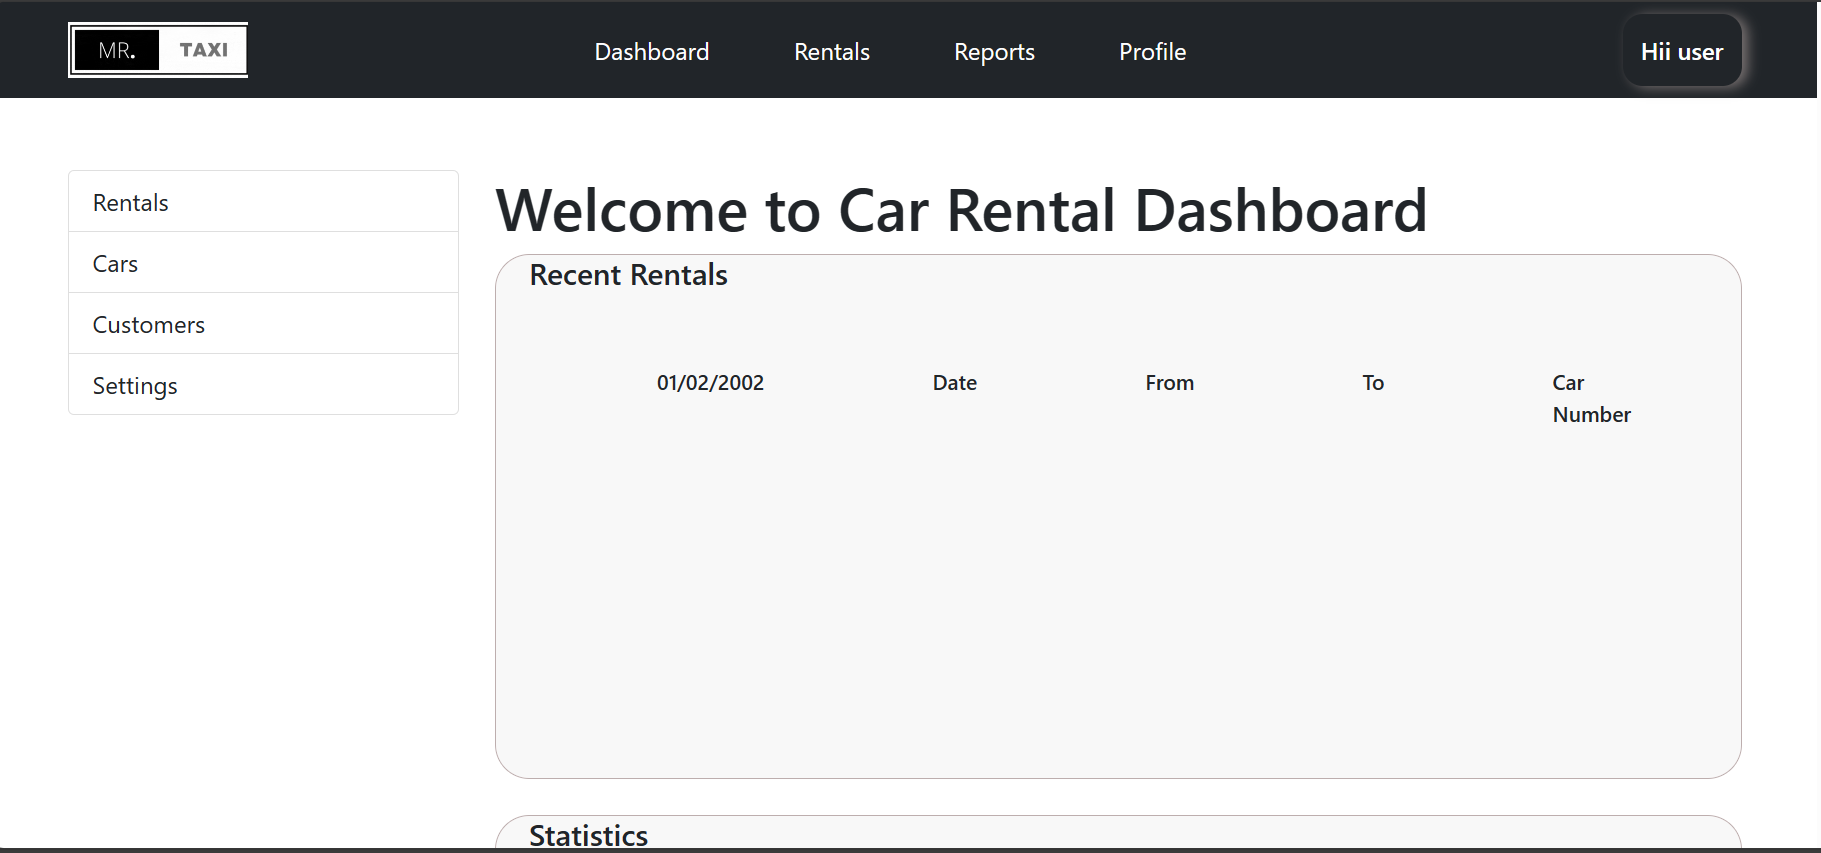 MR. TAXI
Dashboard Rentals Reports Profile Hii user
Rentals
Cars
Customers
Settings
Welcome to Car Rental Dashboard
Recent Rentals
01/02/2002 Date From To Car
Number
Statistics